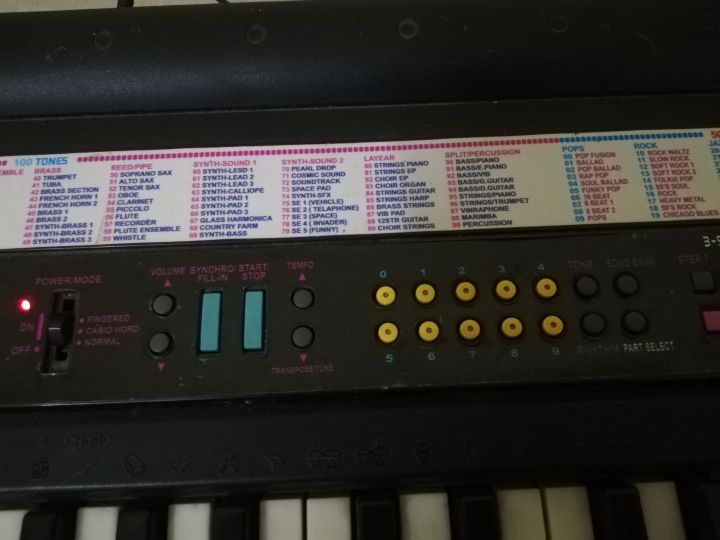 100 TONES
EMBLE
BRASS
40 TRUMPET
41 TUBA
42 BRASS SECTION
43 FRENCH HORN 1
44 FRENCH HORN 2
45 BRASS 1
46 BRASS 2
47 SYNTH-BRASS 1
48 SYNTH-BRASS 2
49 SYNTH-BRASS 3
REED/PIPE
50 SOPRANO SAX
51 ALTO SAX
52 TENOR SAX
53 OBOE
54 CLARINET
55 PICCOLO
56 FLUTE
57 RECORDER
58 FLUTE ENSEMBLE
59 WHISTLE
SYNTH-SOUND 1
60 SYNTH-LESD 1
61 SYNTH-LEAD 2
62 SYNTH-LEAD 3
63 SYNTH-CALLIOPE
64 SYNTH-PAD 1
65 SYNTH-PAD 2
66 SYNTH-PAD 3
67 GLASS HARMONICA
68 COUNTRY FARM
69 SYNTH-BASS
SYNTH-SOUND 2
70 PEARL DROP
71 COSMIC SOUND
72 SOUNDTRACK
73 SPACE PAD
74 SYNTH-SFX
75 SE 1 (VEHICLE)
76 SE 2 ( TELAPHONE)
77 SE 3 (SPACE)
78 SE 4 ( INVADER)
79 SE 5 (FUNNY)
LAYEAR
80 STRINGS PIANO
81 STRINGS EP
82 CHOIR EP
83 CHOIR ORGAN
84 STRINGS GUITAR
85 STRINGS HARP
86 BRASS STRINGS
87 VIB PAD
88 12STR GUITAR
89 CHOIR STRINGS
SPLIT/PERCUSSION
90 BASS/PIANO
91 BASS/E.PIANO
92 BASS/VIB
93 BASS/G.GUITAR
94 BASS/D.GUITAR
95 STRINGS/PIANO
96 STRINGS/TRUMPET
97 VINRAPHONE
98 MARIMBA
99 PERCUSSION
POPS
00 POP FUSION
01 BALLAD
02 POP BALLAD
03 RAP POP
04 SOUL RALLAD
05 FUNKY POP
06 16 BEAT
07 8 BEAT 1
08 8 BEAT 2
09 POPS
ROCK
10 ROCK WALTZ
11 SLOW ROCK
12 SOFT ROCK 1
13 SOFT ROCK 2
14 FOLKIE POP
15 60'S SOUL
16 ROCK
17 HEAVY METAL
18 50'S ROCK
19 CHICAGO BLUES
POWER/MODE
ON
OFF
FINGERED
CASIO HORD
NORMAL
VOLUME
SYNCHRO/
FILL-IN
START/
STOP
TEMPO
TRANSPOSE/TUNE
0 1 2 3 4
5 6 7 8 9
TONE
SONG BANK
RHYTHM
PART SELECT
STEP 1
CHORD